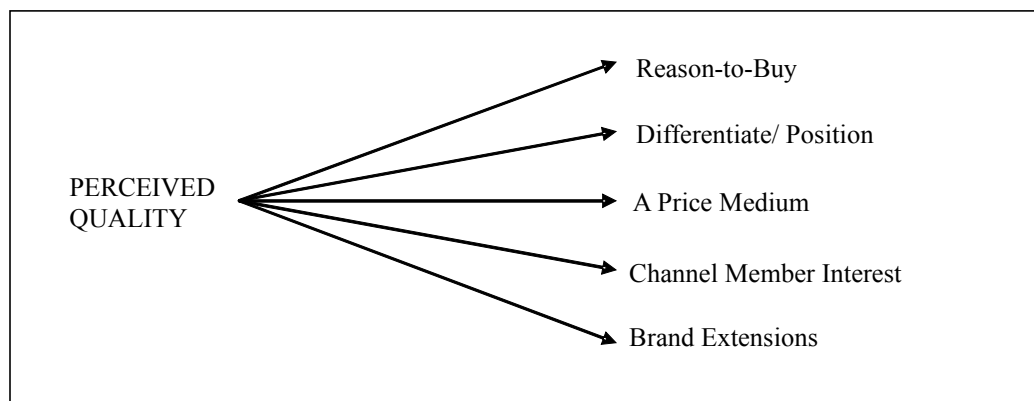 Reason-to-Buy
Differentiate/ Position
PERCEIVED
QUALITY
A Price Medium
Channel Member Interest
Brand Extensions